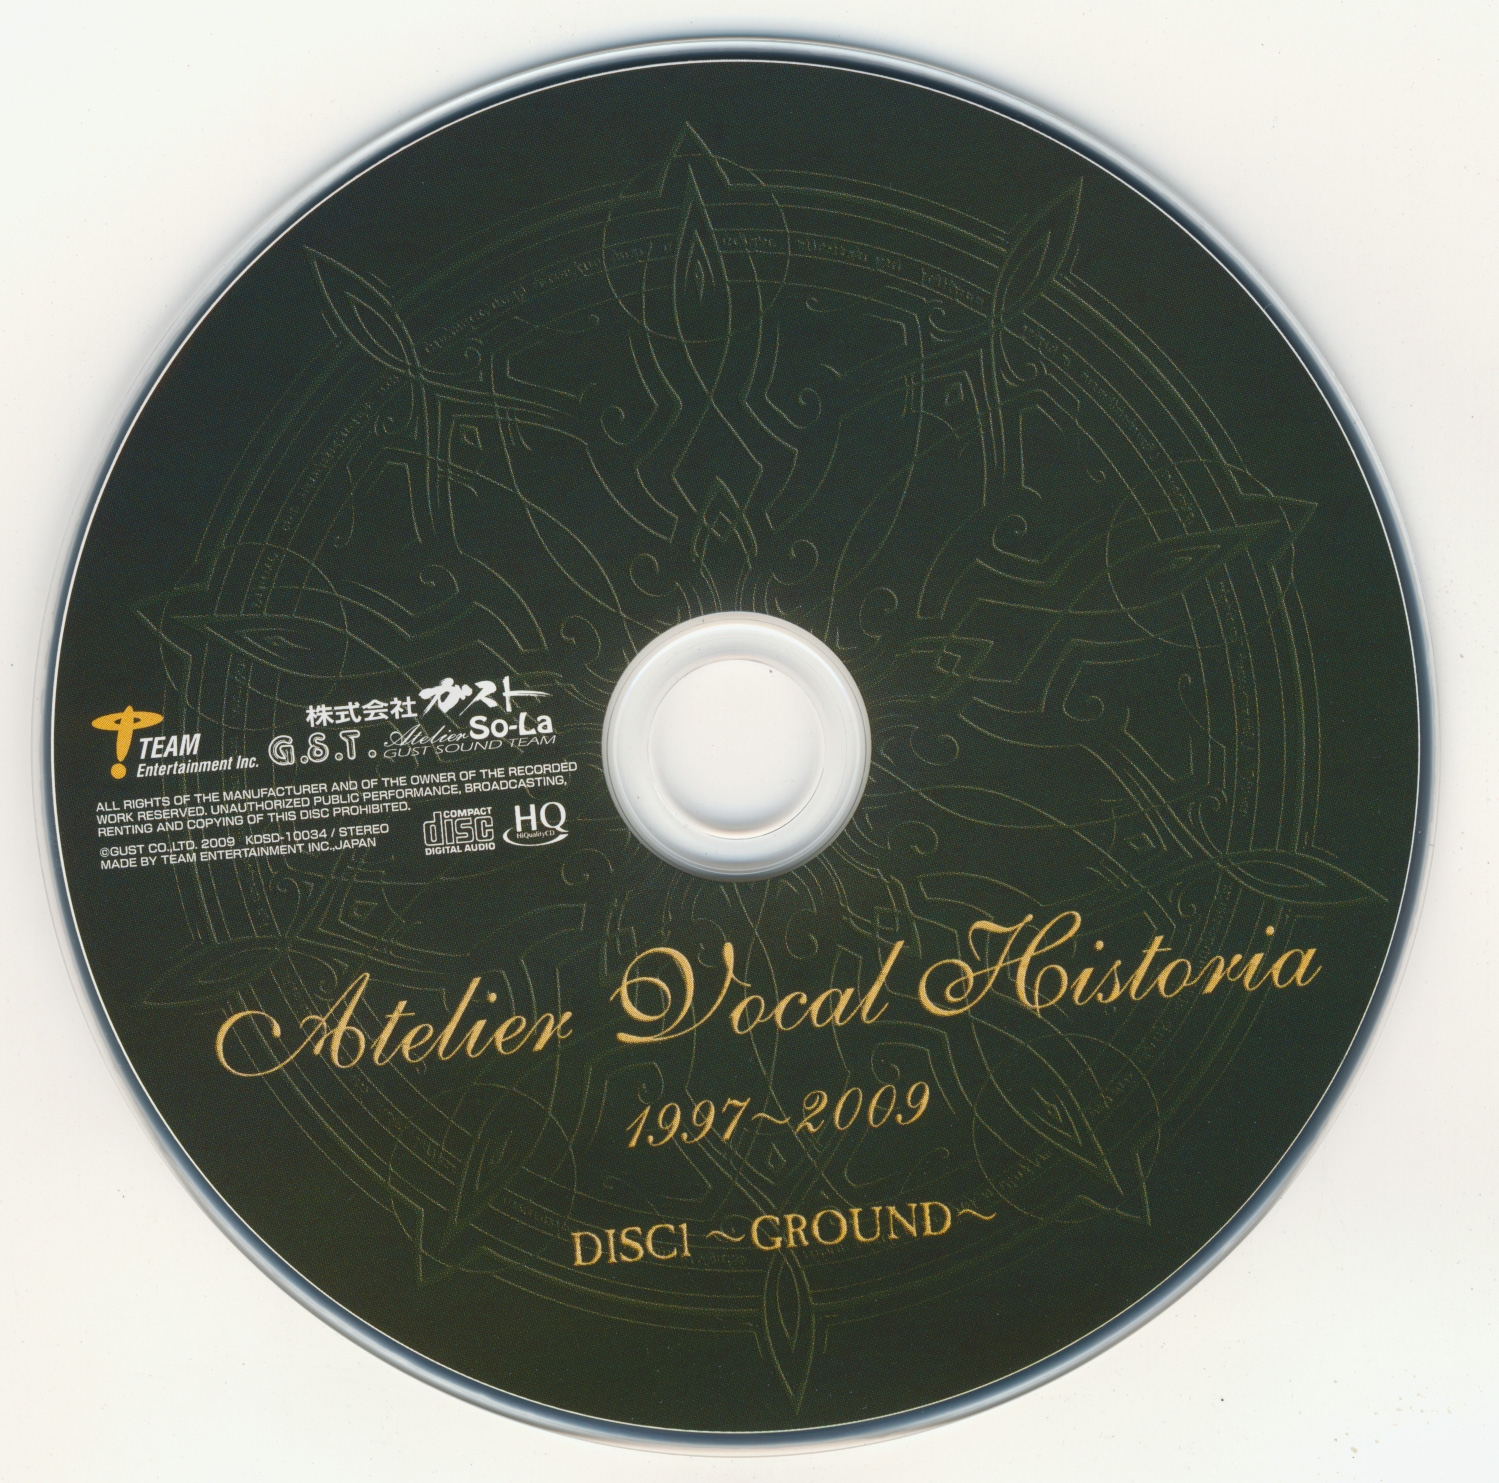 株式会社ガスト
TEAM
Entertainment Inc.
G.S.T.
Atelier So-La
GUST SOUND TEAM
ALL RIGHTS OF THE MANUFACTURER AND OF THE OWNER OF THE RECORDED
WORK RESERVED. UNAUTHORIZED PUBLIC PERFORMANCE, BROADCASTING,
RENTING AND COPYING OF THIS DISC PROHIBITED.
©GUST CO.,LTD. 2009 KDSD-10034 / STEREO
MADE BY TEAM ENTERTAINMENT INC.,JAPAN
COMPACT
disc
DIGITAL AUDIO
HQ
HiQualityCD
Atelier Vocal Historia
1997~2009
DISC1 ~GROUND~